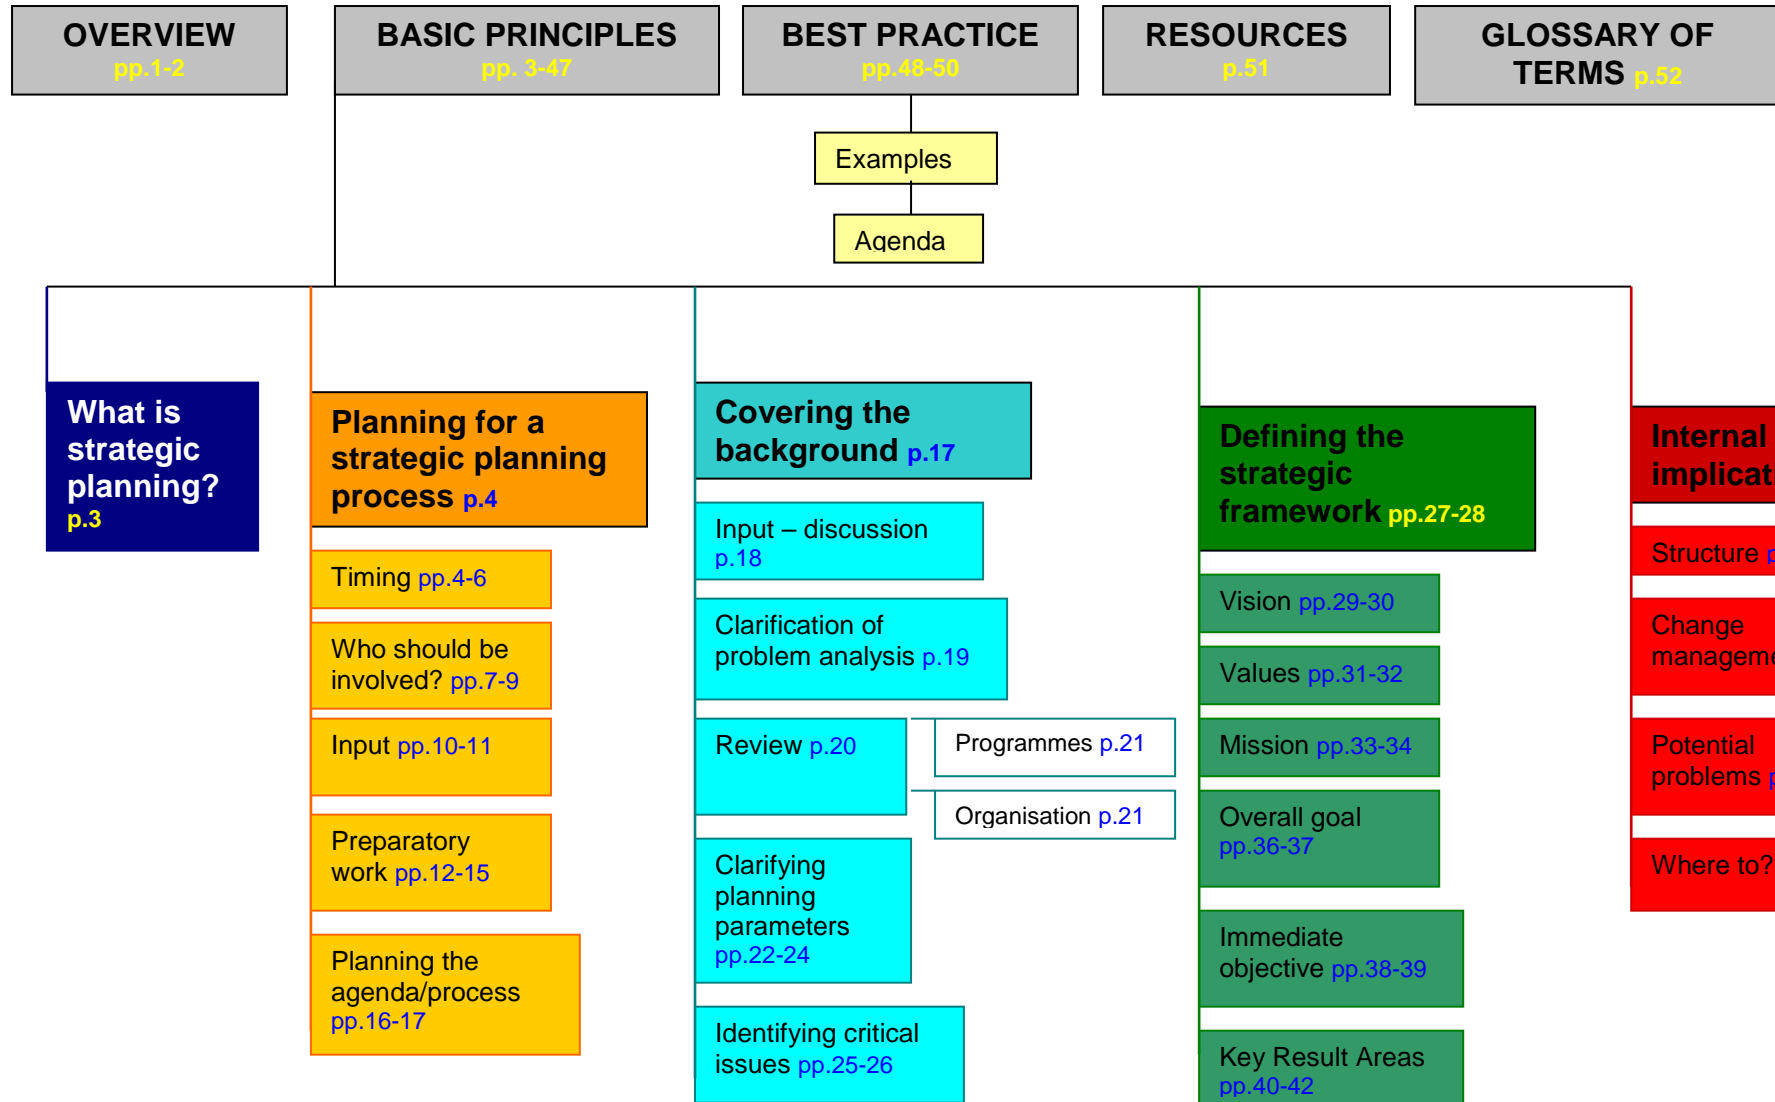 OVERVIEW
pp.1-2
BASIC PRINCIPLES
pp. 3-47
BEST PRACTICE
pp.48-50
RESOURCES
p.51
GLOSSARY OF
TERMS p.52
Examples
Agenda
What is
strategic
planning?
p.3
Planning for a
strategic planning
process p.4
Timing pp.4-6
Who should be
involved? pp.7-9
Input pp.10-11
Preparatory
work pp.12-15
Planning the
agenda/process
pp.16-17
Covering the
background p.17
Input – discussion
p.18
Clarification of
problem analysis p.19
Review p.20
Programmes p.21
Organisation p.21
Clarifying
planning
parameters
pp.22-24
Identifying critical
issues pp.25-26
Defining the
strategic
framework pp.27-28
Vision pp.29-30
Values pp.31-32
Mission pp.33-34
Overall goal
pp.36-37
Immediate
objective pp.38-39
Key Result Areas
pp.40-42
Internal
implicat
Structure
Change
manageme
Potential
problems
Where to?